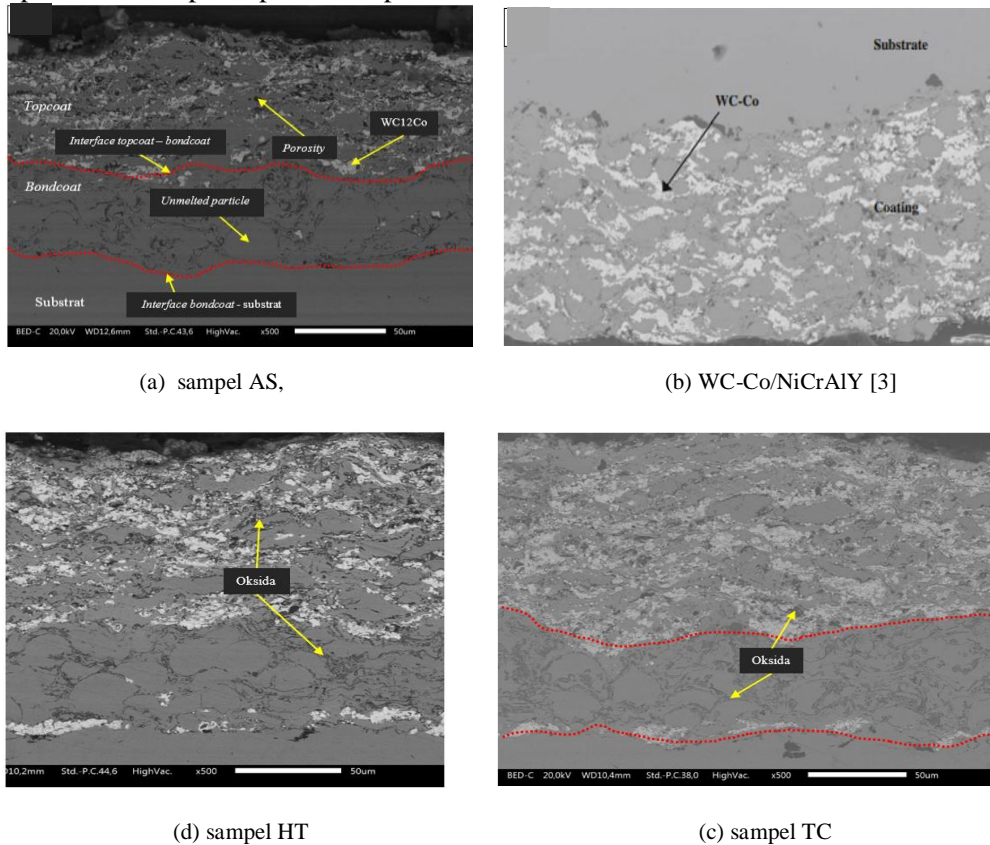 Topcoat
WC12Co
Interface topcoat – bondcoat
Porosity
Bondcoat
Unmelted particle
Substrat
Interface bondcoat - substrat
BED-C 20,0kV WD12,6mm Std.-P.C.43,6 HighVac. x500 50um
Substrate
WC-Co
Coating
(a) sampel AS,
(b) WC-Co/NiCrAlY [3]
Oksida
D10,2mm Std.-P.C.44,6 HighVac. x500 50um
Oksida
BED-C 20,0kV WD10,4mm Std.-P.C.38,0 HighVac. x500 50um
(d) sampel HT
(c) sampel TC